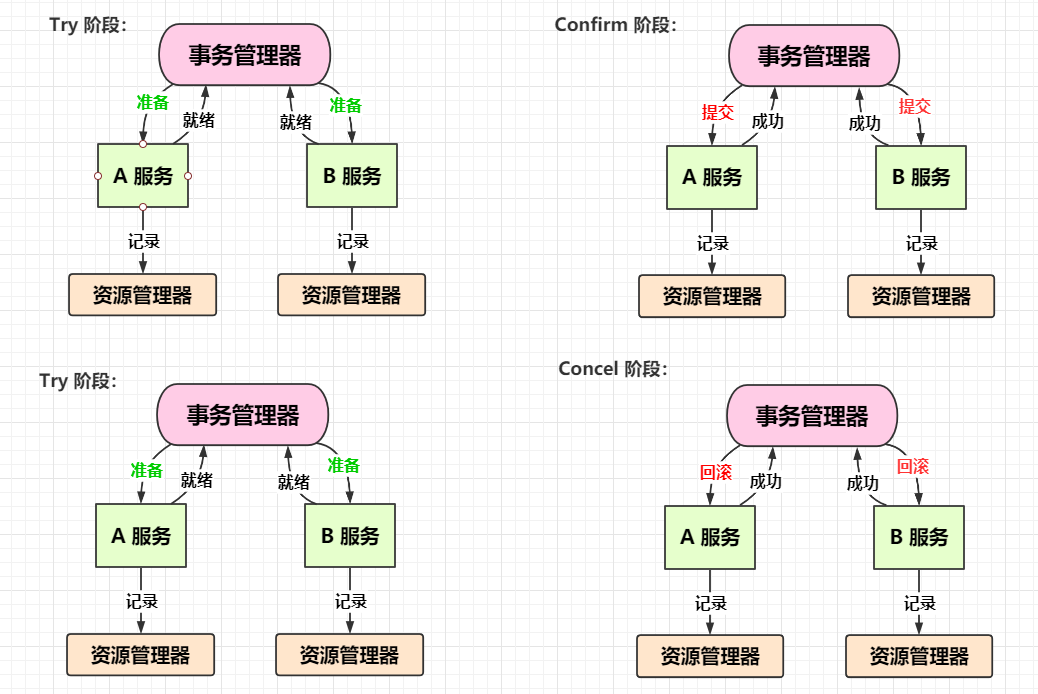 Try 阶段：
事务管理器
准备
就绪
就绪
准备
A 服务
B 服务
记录
记录
资源管理器
资源管理器
Confirm 阶段：
事务管理器
提交
成功
成功
提交
A 服务
B 服务
记录
记录
资源管理器
资源管理器
Try 阶段：
事务管理器
准备
就绪
就绪
准备
A 服务
B 服务
记录
记录
资源管理器
资源管理器
Concel 阶段：
事务管理器
回滚
成功
成功
回滚
A 服务
B 服务
记录
记录
资源管理器
资源管理器